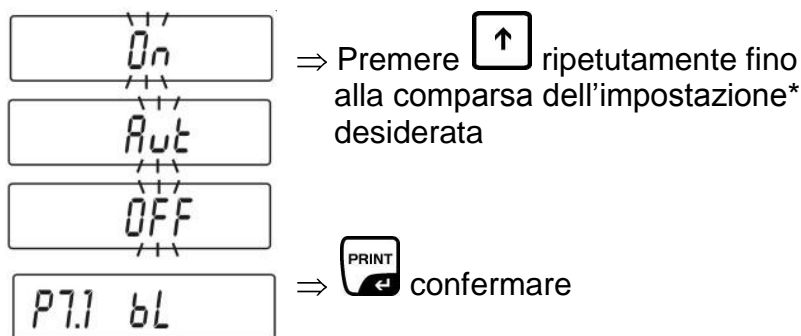 On
⇒ Premere ↑ ripetutamente fino
alla comparsa dell'impostazione*
desiderata
Aut
OFF
P7.1 bL
⇒ PRINT confermare